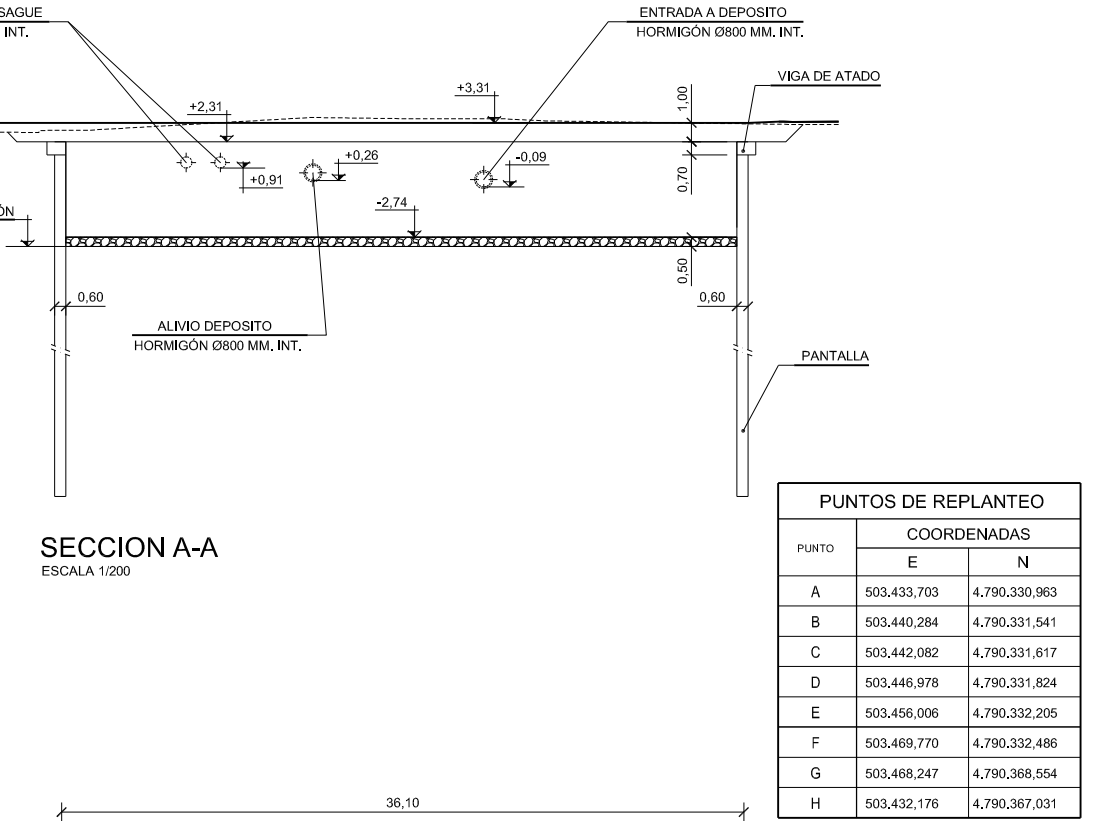 SAGUE
INT.
ENTRADA A DEPOSITO
HORMIGÓN Ø800 MM. INT.
VIGA DE ATADO
+3,31
1,00
+2,31
+0,26
-0,09
+0,91
0,70
ÓN
-2,74
0,50
0,60
0,60
ALIVIO DEPOSITO
HORMIGÓN Ø800 MM. INT.
PANTALLA
SECCION A-A
ESCALA 1/200
PUNTOS DE REPLANTEO
PUNTO COORDENADAS
E N
A 503.433,703 4.790.330,963
B 503.440,284 4.790.331,541
C 503.442,082 4.790.331,617
D 503.446,978 4.790.331,824
E 503.456,006 4.790.332,205
F 503.469,770 4.790.332,486
G 503.468,247 4.790.368,554
H 503.432,176 4.790.367,031
36,10